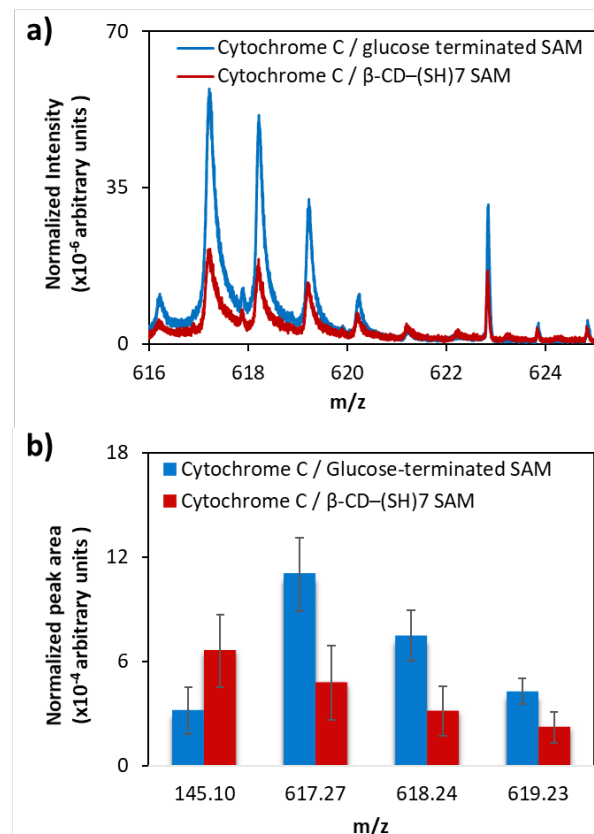 a)
70
Cytochrome C / glucose terminated SAM
Cytochrome C / β-CD–(SH)7 SAM
Normalized Intensity
(x10⁻⁶ arbitrary units )
35
0
616
618
620
622
624
m/z
b)
18
Cytochrome C / Glucose-terminated SAM
Cytochrome C / β-CD–(SH)7 SAM
Normalized peak area
(x10⁻⁴ arbitrary units )
12
6
0
145.10
617.27
618.24
619.23
m/z